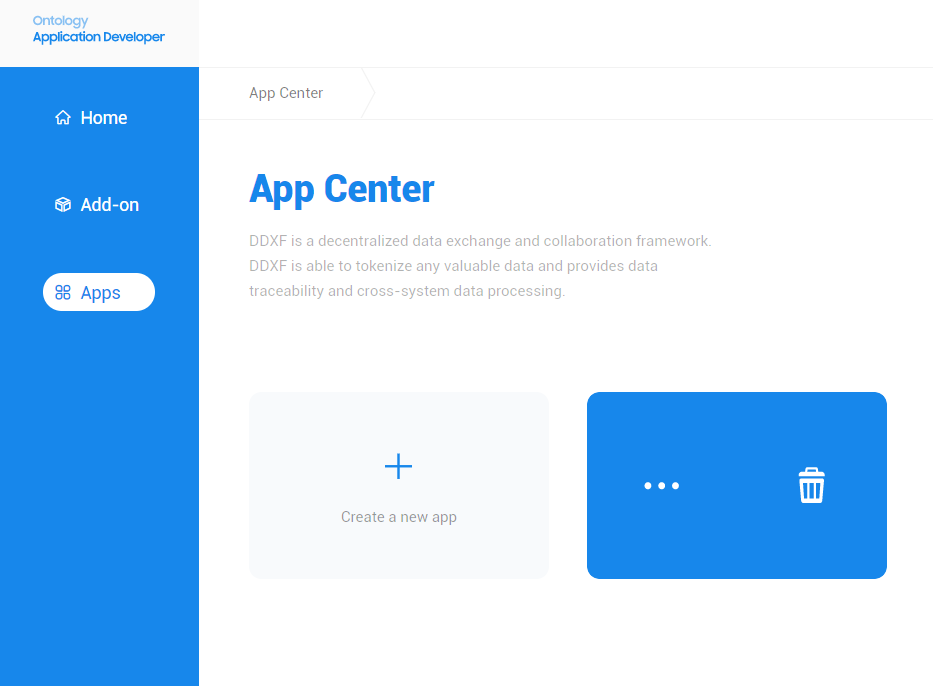 Ontology
Application Developer
Home
Add-on
Apps
App Center
App Center
DDXF is a decentralized data exchange and collaboration framework.
DDXF is able to tokenize any valuable data and provides data
traceability and cross-system data processing.
Create a new app